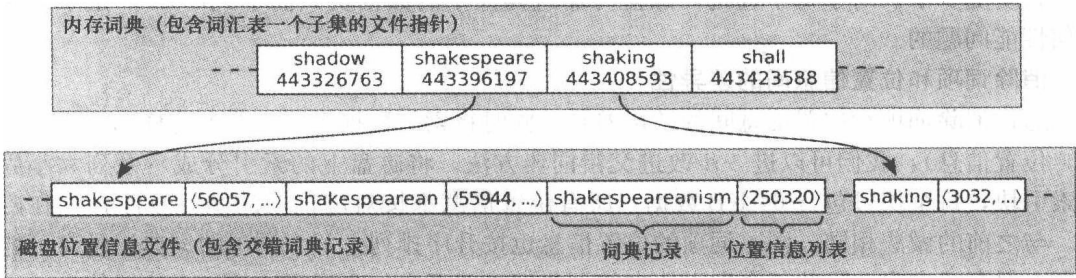 内存词典（包含词汇表一个子集的文件指针）
shadow shakespeare shaking shall
443326763 443396197 443408593 443423588
shakespeare 〈56057, ...〉 shakespearean 〈55944, ...〉 shakespeareanism 〈250320〉 shaking 〈3032, ...〉
磁盘位置信息文件（包含交错词典记录） 词典记录 位置信息列表